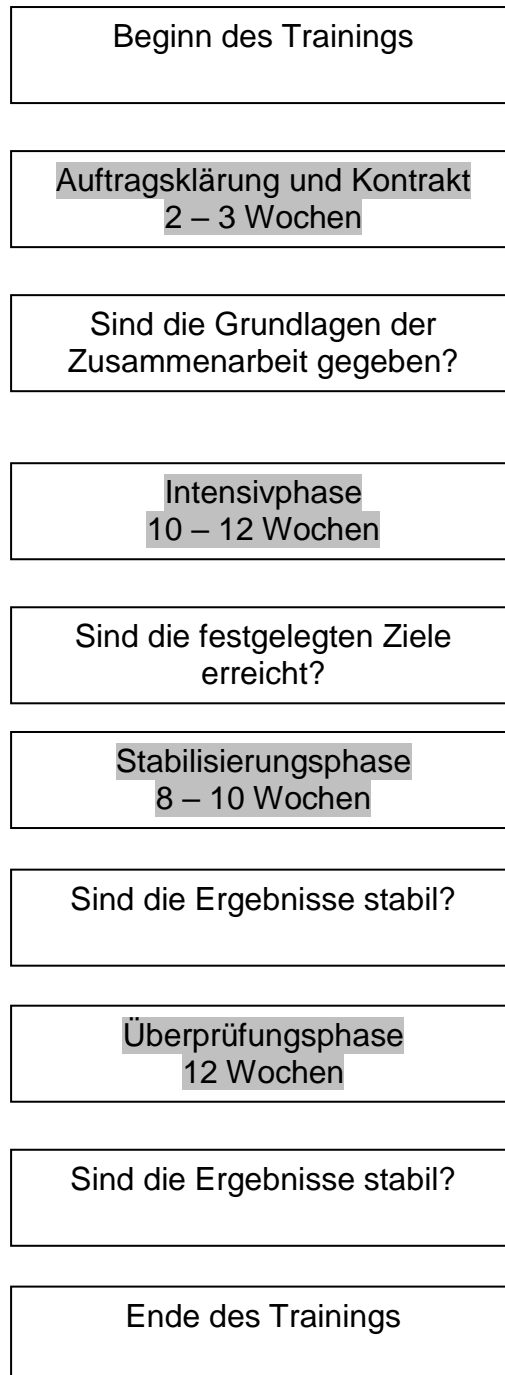 Beginn des Trainings
Auftragsklärung und Kontrakt
2 – 3 Wochen
Sind die Grundlagen der
Zusammenarbeit gegeben?
Intensivphase
10 – 12 Wochen
Sind die festgelegten Ziele
erreicht?
Stabilisierungsphase
8 – 10 Wochen
Sind die Ergebnisse stabil?
Überprüfungsphase
12 Wochen
Sind die Ergebnisse stabil?
Ende des Trainings